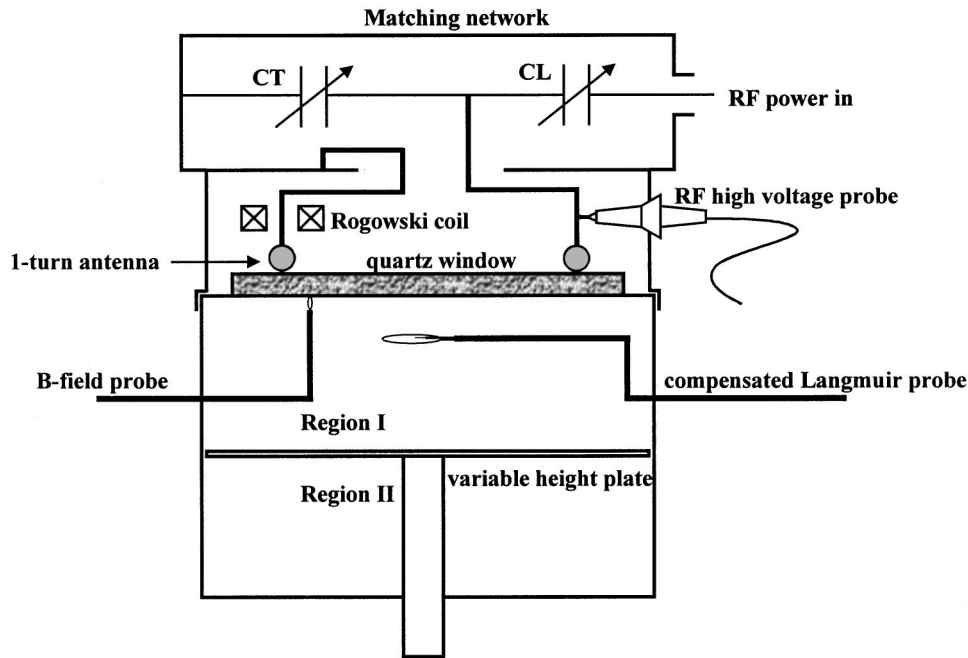 Matching network
CT
CL
RF power in
RF high voltage probe
Rogowski coil
1-turn antenna
quartz window
B-field probe
compensated Langmuir probe
Region I
variable height plate
Region II